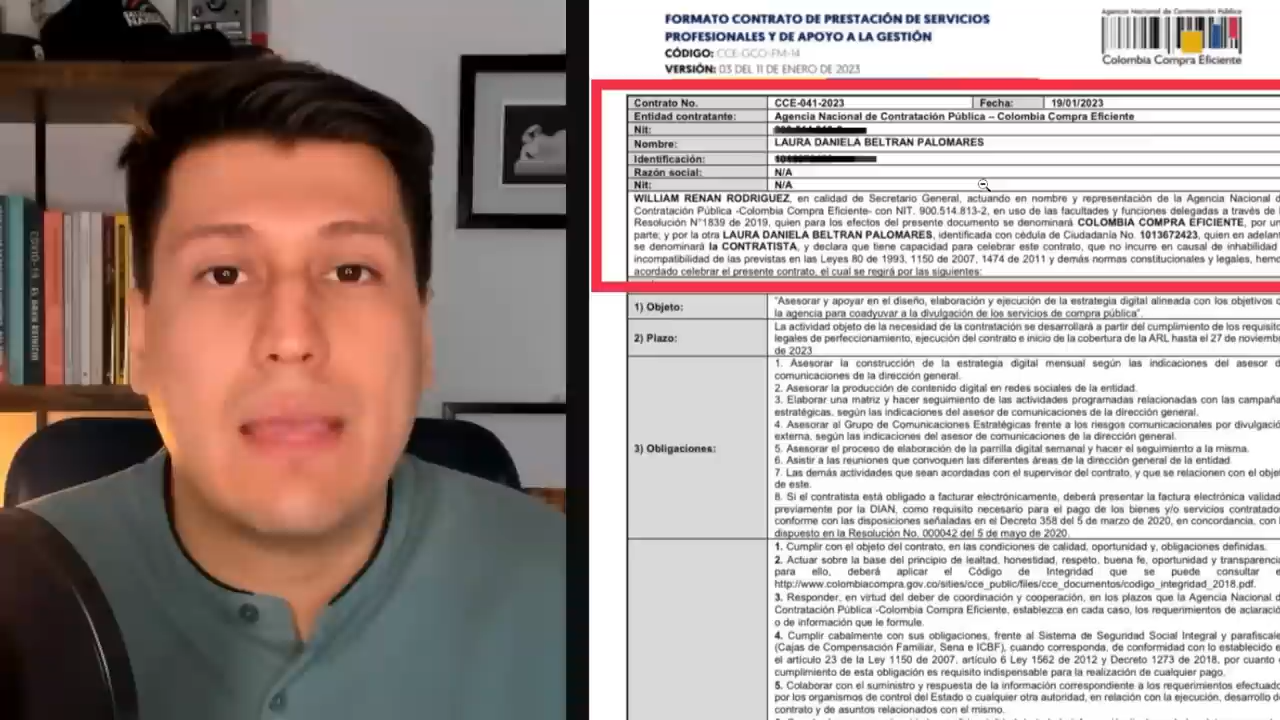 FORMATO CONTRATO DE PRESTACIÓN DE SERVICIOS
PROFESIONALES Y DE APOYO A LA GESTIÓN
CÓDIGO: CCE-GCO-FM-14
VERSIÓN: 03 DEL 11 DE ENERO DE 2023
Agencia Nacional de Contratación Pública
Colombia Compra Eficiente
Contrato No. CCE-041-2023 Fecha: 19/01/2023
Entidad contratante: Agencia Nacional de Contratación Pública – Colombia Compra Eficiente
Nit:
Nombre: LAURA DANIELA BELTRAN PALOMARES
Identificación:
Razón social: N/A
Nit: N/A
WILLIAM RENAN RODRIGUEZ, en calidad de Secretario General, actuando en nombre y representación de la Agencia Nacional d
Contratación Pública -Colombia Compra Eficiente- con NIT. 900.514.813-2, en uso de las facultades y funciones delegadas a través de l
Resolución N°1839 de 2019, quien para los efectos del presente documento se denominará COLOMBIA COMPRA EFICIENTE, por un
parte; y por la otra LAURA DANIELA BELTRAN PALOMARES, identificada con cédula de Ciudadanía No. 1013672423, quien en adelant
se denominará la CONTRATISTA, y declara que tiene capacidad para celebrar este contrato, que no incurre en causal de inhabilidad
incompatibilidad de las previstas en las Leyes 80 de 1993, 1150 de 2007, 1474 de 2011 y demás normas constitucionales y legales, hemo
acordado celebrar el presente contrato, el cual se regirá por las siguientes:
1) Objeto: "Asesorar y apoyar en el diseño, elaboración y ejecución de la estrategia digital alineada con los objetivos d
la agencia para coadyuvar a la divulgación de los servicios de compra pública".
2) Plazo: La actividad objeto de la necesidad de la contratación se desarrollará a partir del cumplimiento de los requisito
legales de perfeccionamiento, ejecución del contrato e inicio de la cobertura de la ARL hasta el 27 de noviembr
de 2023
3) Obligaciones:
1. Asesorar la construcción de la estrategia digital mensual según las indicaciones del asesor d
comunicaciones de la dirección general.
2. Asesorar la producción de contenido digital en redes sociales de la entidad.
3. Elaborar una matriz y hacer seguimiento de las actividades programadas relacionadas con las campaña
estratégicas, según las indicaciones del asesor de comunicaciones de la dirección general.
4. Asesorar al Grupo de Comunicaciones Estratégicas frente a los riesgos comunicacionales por divulgació
externa, según las indicaciones del asesor de comunicaciones de la dirección general.
5. Asesorar el proceso de elaboración de la parrilla digital semanal y hacer el seguimiento a la misma.
6. Asistir a las reuniones que convoquen las diferentes áreas de la dirección general de la entidad
7. Las demás actividades que sean acordadas con el supervisor del contrato, y que se relacionen con el obje
de este.
8. Si el contratista está obligado a facturar electrónicamente, deberá presentar la factura electrónica validad
previamente por la DIAN, como requisito necesario para el pago de los bienes y/o servicios contratado
conforme con las disposiciones señaladas en el Decreto 358 del 5 de marzo de 2020, en concordancia, con l
dispuesto en la Resolución No. 000042 del 5 de mayo de 2020.
1. Cumplir con el objeto del contrato, en las condiciones de calidad, oportunidad y, obligaciones definidas.
2. Actuar sobre la base del principio de lealtad, honestidad, respeto, buena fe, oportunidad y transparencia
para ello, deberá aplicar el Código de Integridad que se puede consultar e
http://www.colombiacompra.gov.co/sities/cce_public/files/cce_documentos/codigo_integridad_2018.pdf.
3. Responder, en virtud del deber de coordinación y cooperación, en los plazos que la Agencia Nacional d
Contratación Pública -Colombia Compra Eficiente, establezca en cada caso, los requerimientos de aclaració
o de información que le formule.
4. Cumplir cabalmente con sus obligaciones, frente al Sistema de Seguridad Social Integral y parafiscale
(Cajas de Compensación Familiar, Sena e ICBF), cuando corresponda, de conformidad con lo establecido e
el artículo 23 de la Ley 1150 de 2007, artículo 6 Ley 1562 de 2012 y Decreto 1273 de 2018, por cuanto e
cumplimiento de esta obligación es requisito indispensable para la realización de cualquier pago.
5. Colaborar con el suministro y respuesta de la información correspondiente a los requerimientos efectuado
por los organismos de control del Estado o cualquier otra autoridad, en relación con la ejecución, desarrollo d
contrato y de asuntos relacionados con el mismo.